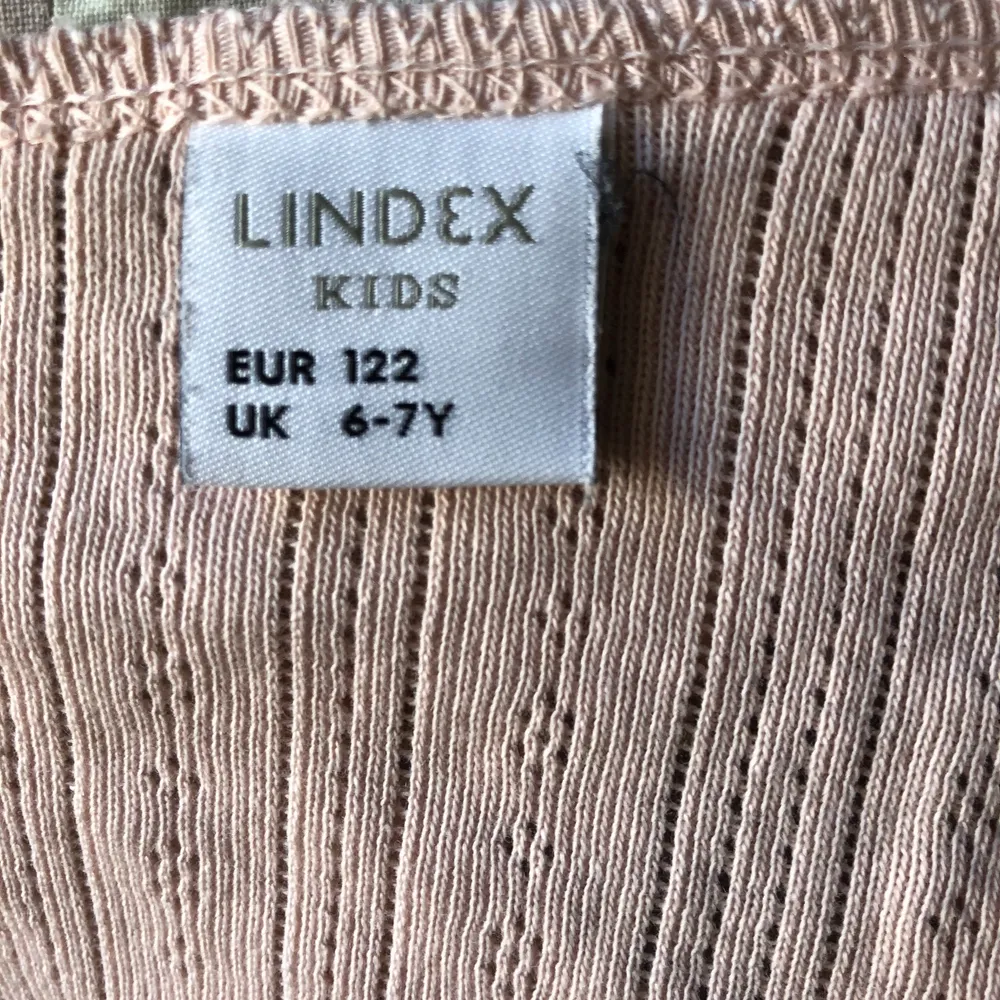 LINDEX
KIDS
EUR 122
UK 6-7Y